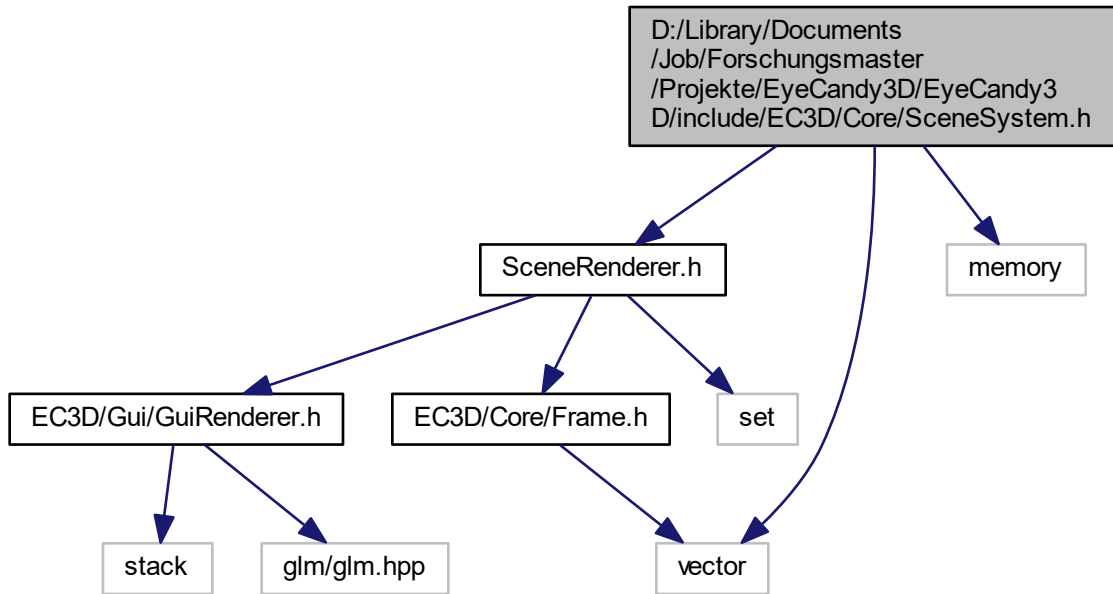 D:/Library/Documents
/Job/Forschungsmaster
/Projekte/EyeCandy3D/EyeCandy3
D/include/EC3D/Core/SceneSystem.h
SceneRenderer.h
memory
EC3D/Gui/GuiRenderer.h
EC3D/Core/Frame.h
set
stack
glm/glm.hpp
vector